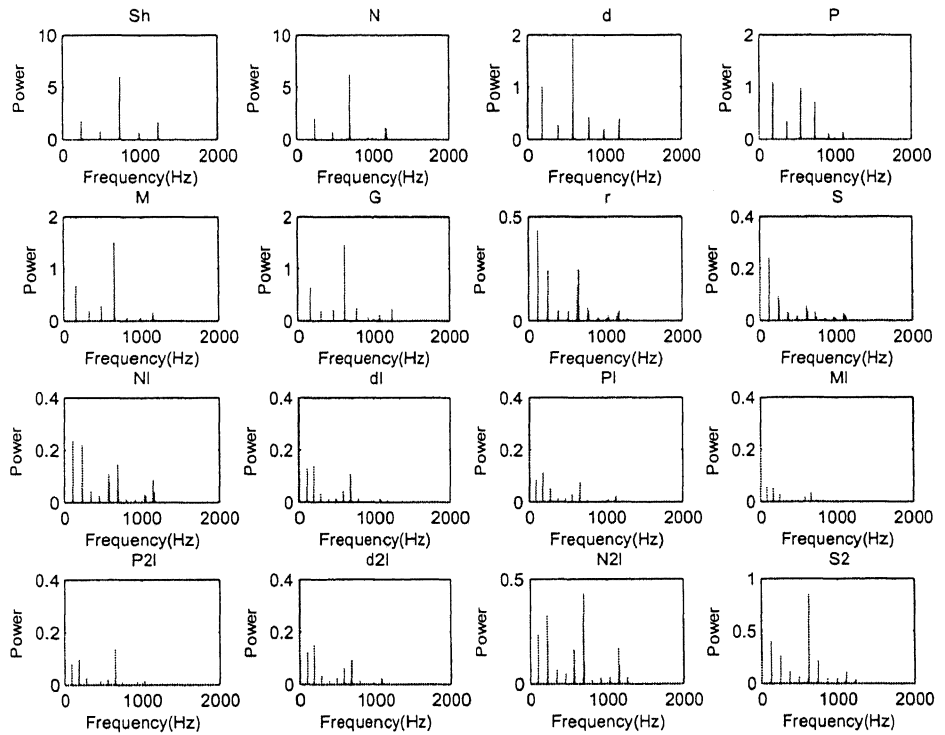 Sh N d P
10 10 2 2
Power Power Power Power
5 5 1 1
0 0 0 0
0 1000 2000 0 1000 2000 0 1000 2000 0 1000 2000
Frequency(Hz) Frequency(Hz) Frequency(Hz) Frequency(Hz)
M G r S
2 2 0.5 0.4
Power Power Power Power
1 1 0.2
0 0 0 0
0 1000 2000 0 1000 2000 0 1000 2000 0 1000 2000
Frequency(Hz) Frequency(Hz) Frequency(Hz) Frequency(Hz)
Nl dl Pl Ml
0.4 0.4 0.4 0.4
Power Power Power Power
0.2 0.2 0.2 0.2
0 0 0 0
0 1000 2000 0 1000 2000 0 1000 2000 0 1000 2000
Frequency(Hz) Frequency(Hz) Frequency(Hz) Frequency(Hz)
P2l d2l N2l S2
0.4 0.4 0.5 1
Power Power Power Power
0.2 0.2 0.5
0 0 0 0
0 1000 2000 0 1000 2000 0 1000 2000 0 1000 2000
Frequency(Hz) Frequency(Hz) Frequency(Hz) Frequency(Hz)